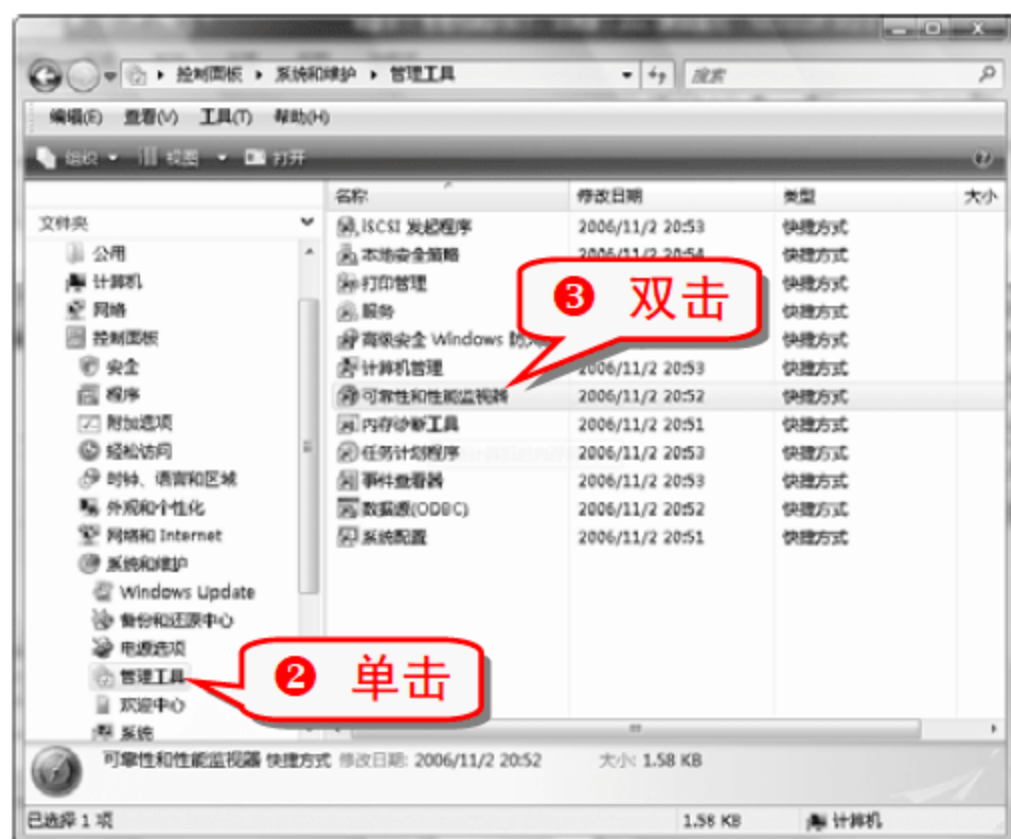 控制面板 ▸ 系统和维护 ▸ 管理工具
搜索
编辑(E) 查看(V) 工具(T) 帮助(H)
组织 视图 打开
名称 修改日期 类型 大小
文件夹
公用
计算机
网络
控制面板
安全
程序
附加选项
轻松访问
时钟、语言和区域
外观和个性化
网络和 Internet
系统和维护
Windows Update
备份和还原中心
电源选项
管理工具
欢迎中心
系统
iSCSI 发起程序 2006/11/2 20:53 快捷方式
本地安全策略 2006/11/2 20:54 快捷方式
打印管理 快捷方式
服务 快捷方式
高级安全 Windows 防火 快捷方式
计算机管理 2006/11/2 20:53 快捷方式
可靠性和性能监视器 2006/11/2 20:52 快捷方式
内存诊断工具 2006/11/2 20:51 快捷方式
任务计划程序 2006/11/2 20:53 快捷方式
事件查看器 2006/11/2 20:53 快捷方式
数据源(ODBC) 2006/11/2 20:52 快捷方式
系统配置 2006/11/2 20:51 快捷方式
❸ 双击
❷ 单击
可靠性和性能监视器 快捷方式 修改日期: 2006/11/2 20:52 大小: 1.58 KB
已选择 1 项 1.58 KB 计算机